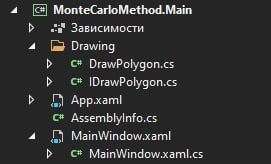 MonteCarloMethod.Main
Зависимости
Drawing
DrawPolygon.cs
IDrawPolygon.cs
App.xaml
AssemblyInfo.cs
MainWindow.xaml
MainWindow.xaml.cs